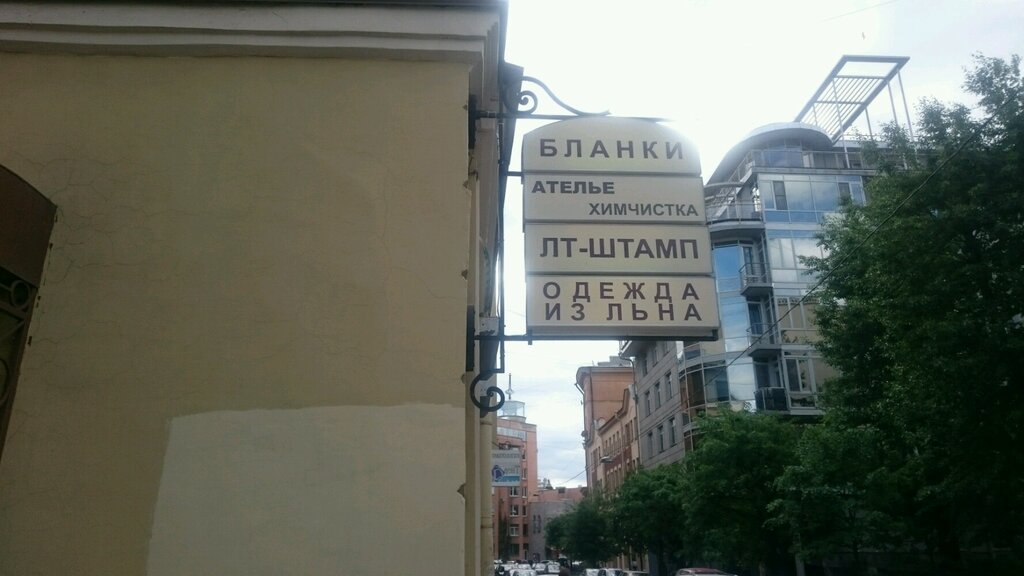 БЛАНКИ
АТЕЛЬЕ
ХИМЧИСТКА
ЛТ-ШТАМП
ОДЕЖДА
ИЗ ЛЬНА